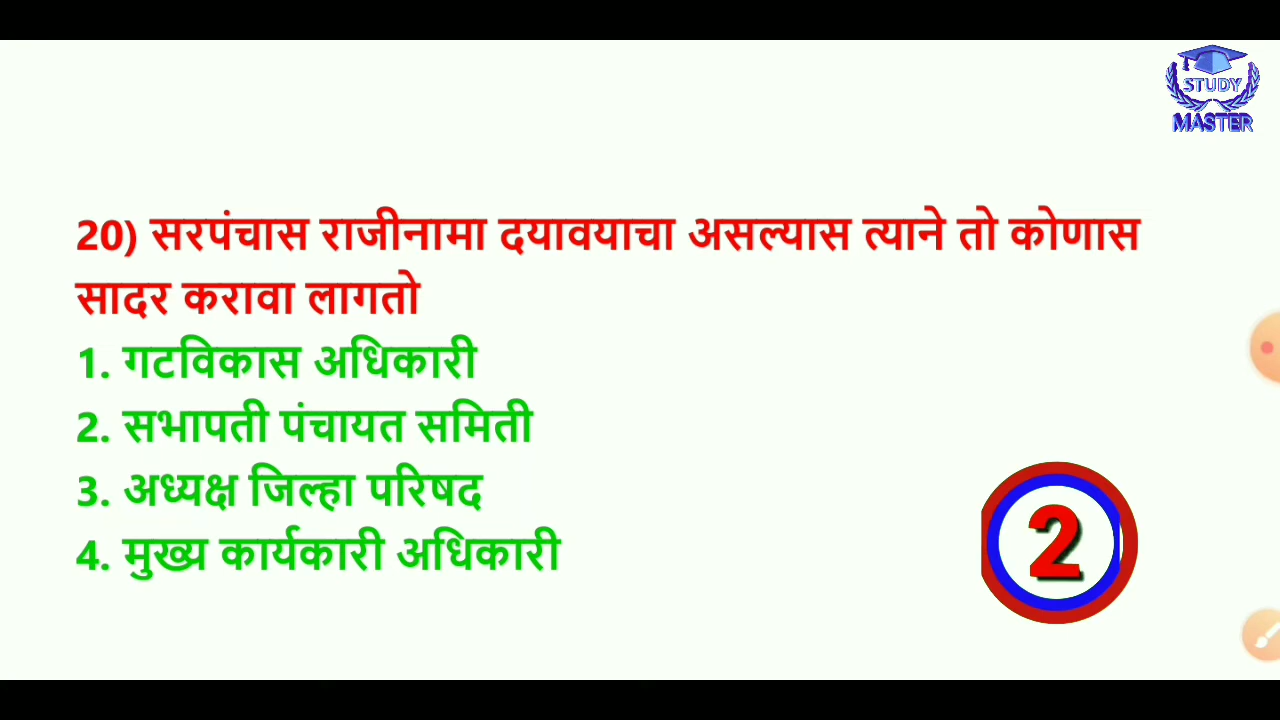 STUDY
MASTER
20) सरपंचास राजीनामा दयावयाचा असल्यास त्याने तो कोणास
सादर करावा लागतो
1. गटविकास अधिकारी
2. सभापती पंचायत समिती
3. अध्यक्ष जिल्हा परिषद
4. मुख्य कार्यकारी अधिकारी
2